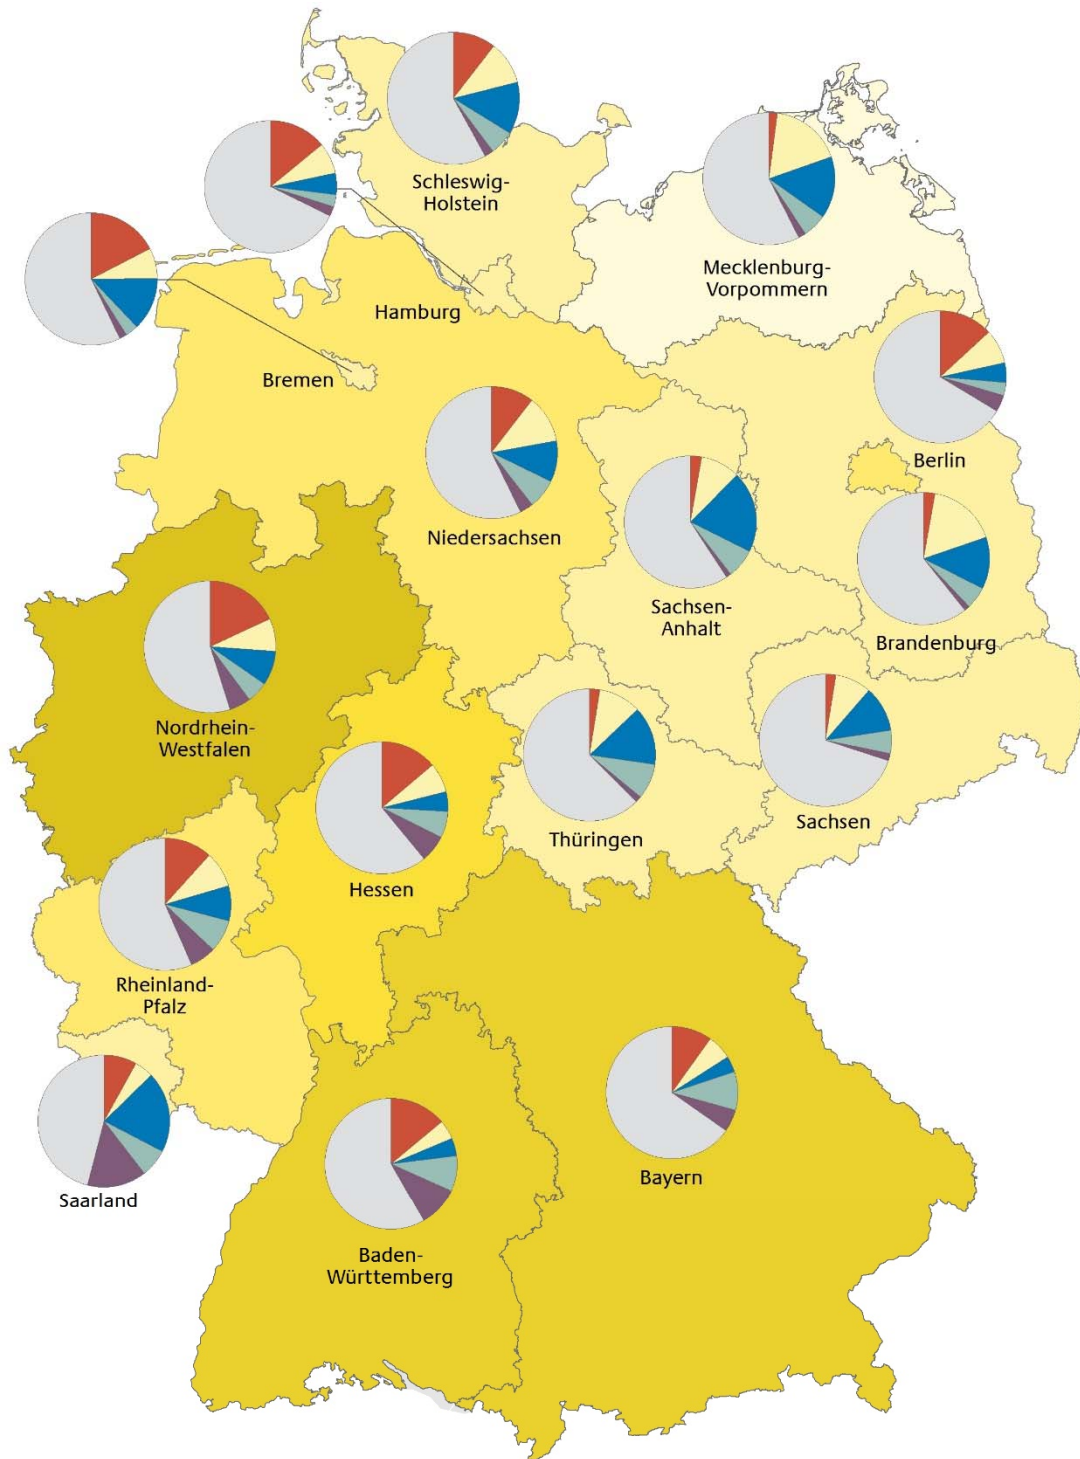 Schleswig-
Holstein
Mecklenburg-
Vorpommern
Hamburg
Bremen
Berlin
Niedersachsen
Sachsen-
Anhalt
Brandenburg
Nordrhein-
Westfalen
Thüringen
Sachsen
Hessen
Rheinland-
Pfalz
Saarland
Bayern
Baden-
Württemberg